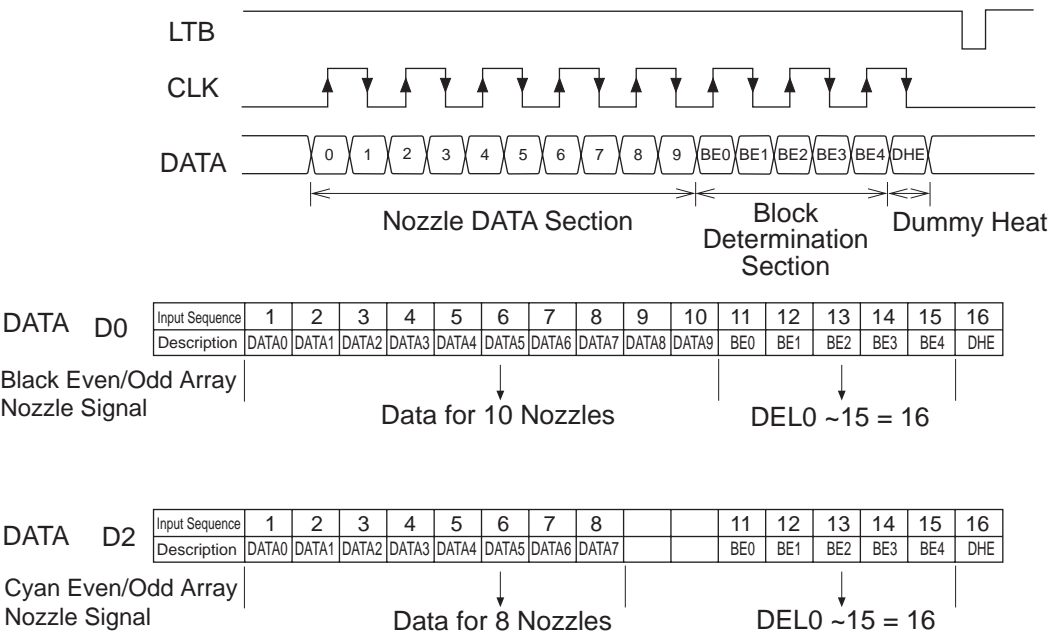 LTB
CLK
DATA 0 1 2 3 4 5 6 7 8 9 BE0 BE1 BE2 BE3 BE4 DHE
Nozzle DATA Section
Block
Determination
Section
Dummy Heat
DATA D0
Input Sequence 1 2 3 4 5 6 7 8 9 10 11 12 13 14 15 16
Description DATA0 DATA1 DATA2 DATA3 DATA4 DATA5 DATA6 DATA7 DATA8 DATA9 BE0 BE1 BE2 BE3 BE4 DHE
Black Even/Odd Array
Nozzle Signal
Data for 10 Nozzles
DEL0 ~15 = 16
DATA D2
Input Sequence 1 2 3 4 5 6 7 8 11 12 13 14 15 16
Description DATA0 DATA1 DATA2 DATA3 DATA4 DATA5 DATA6 DATA7 BE0 BE1 BE2 BE3 BE4 DHE
Cyan Even/Odd Array
Nozzle Signal
Data for 8 Nozzles
DEL0 ~15 = 16